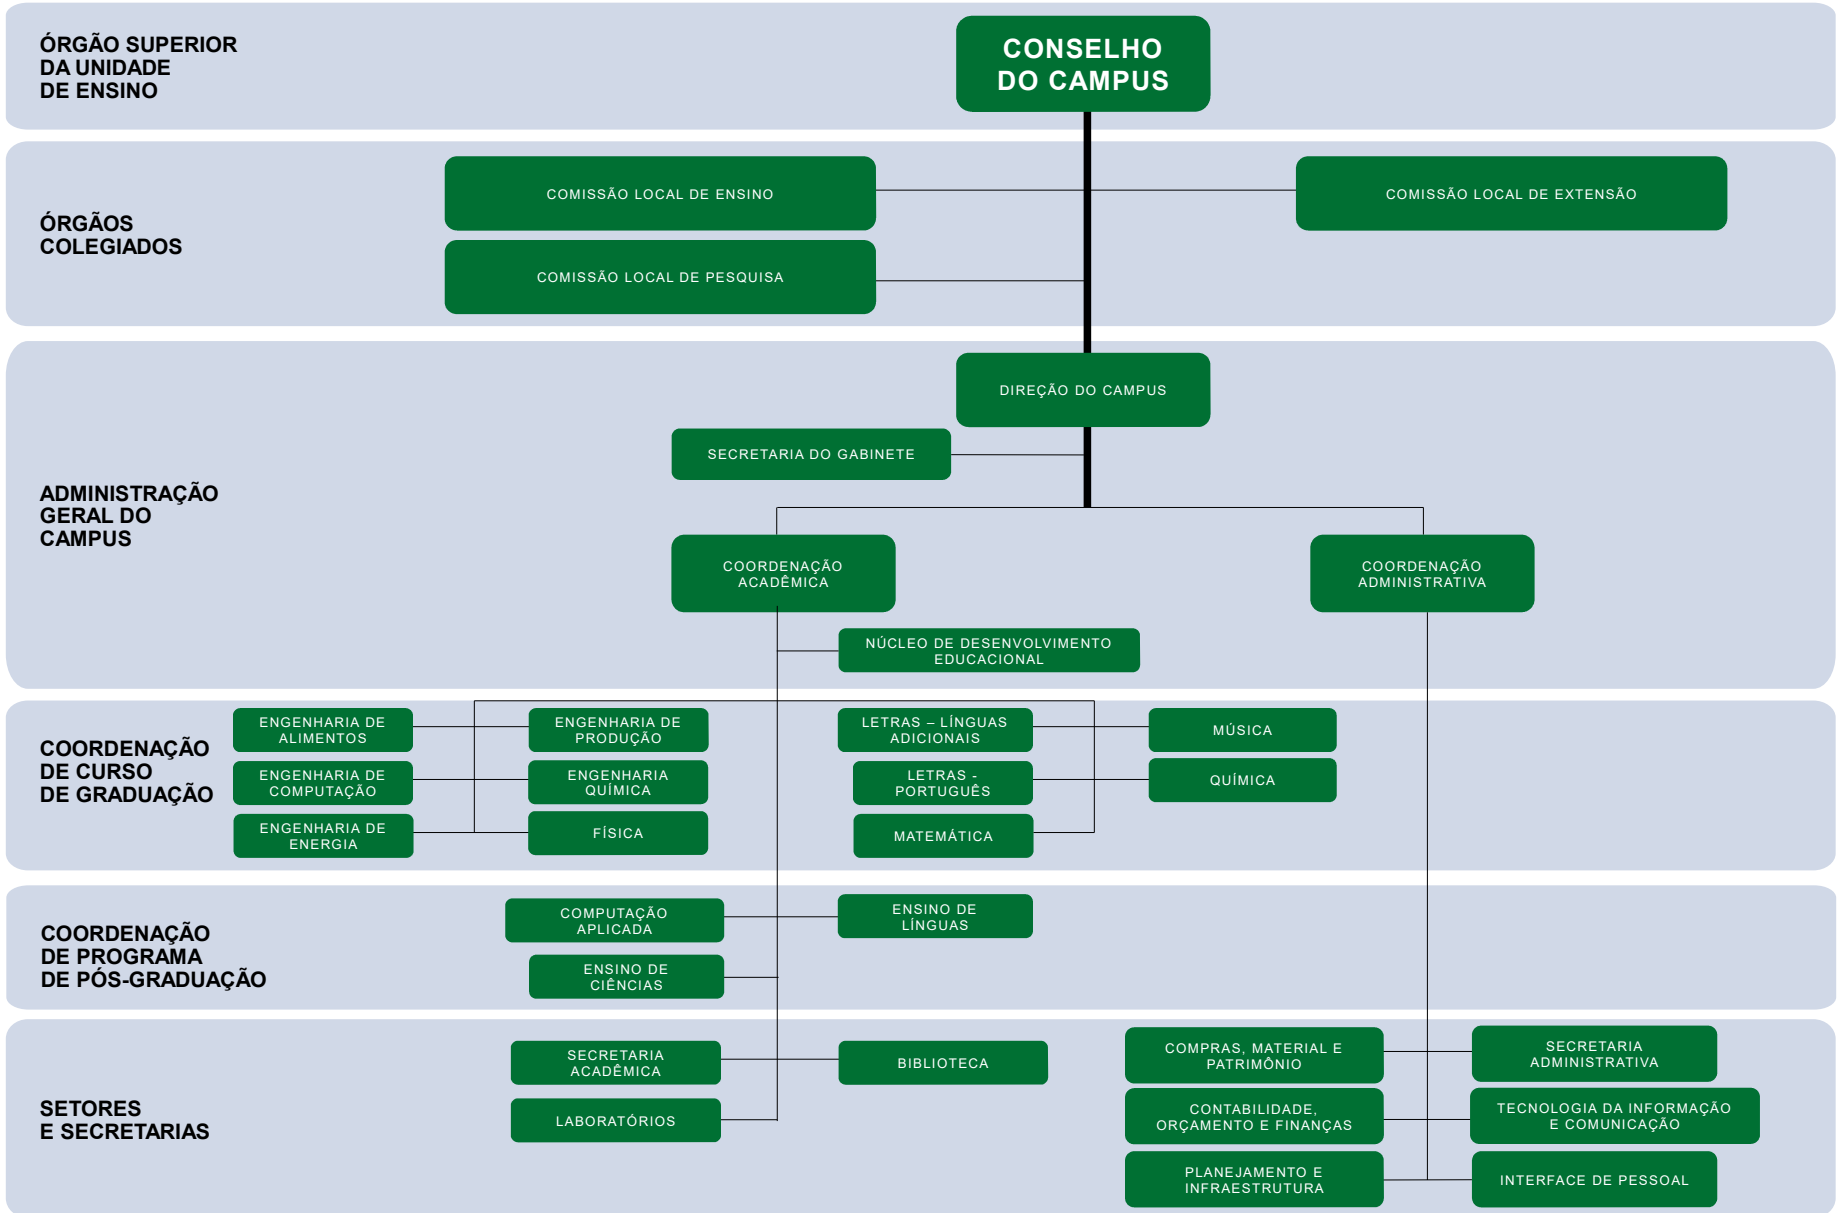 ÓRGÃO SUPERIOR
DA UNIDADE
DE ENSINO
CONSELHO
DO CAMPUS
ÓRGÃOS
COLEGIADOS
COMISSÃO LOCAL DE ENSINO
COMISSÃO LOCAL DE EXTENSÃO
COMISSÃO LOCAL DE PESQUISA
ADMINISTRAÇÃO
GERAL DO
CAMPUS
DIREÇÃO DO CAMPUS
SECRETARIA DO GABINETE
COORDENAÇÃO
ACADÊMICA
COORDENAÇÃO
ADMINISTRATIVA
NÚCLEO DE DESENVOLVIMENTO
EDUCACIONAL
COORDENAÇÃO
DE CURSO
DE GRADUAÇÃO
ENGENHARIA DE
ALIMENTOS
ENGENHARIA DE
PRODUÇÃO
LETRAS – LÍNGUAS
ADICIONAIS
MÚSICA
ENGENHARIA DE
COMPUTAÇÃO
ENGENHARIA
QUÍMICA
LETRAS -
PORTUGUÊS
QUÍMICA
ENGENHARIA DE
ENERGIA
FÍSICA
MATEMÁTICA
COORDENAÇÃO
DE PROGRAMA
DE PÓS-GRADUAÇÃO
COMPUTAÇÃO
APLICADA
ENSINO DE
LÍNGUAS
ENSINO DE
CIÊNCIAS
SETORES
E SECRETARIAS
SECRETARIA
ACADÊMICA
BIBLIOTECA
LABORATÓRIOS
COMPRAS, MATERIAL E
PATRIMÔNIO
SECRETARIA
ADMINISTRATIVA
CONTABILIDADE,
ORÇAMENTO E FINANÇAS
TECNOLOGIA DA INFORMAÇÃO
E COMUNICAÇÃO
PLANEJAMENTO E
INFRAESTRUTURA
INTERFACE DE PESSOAL